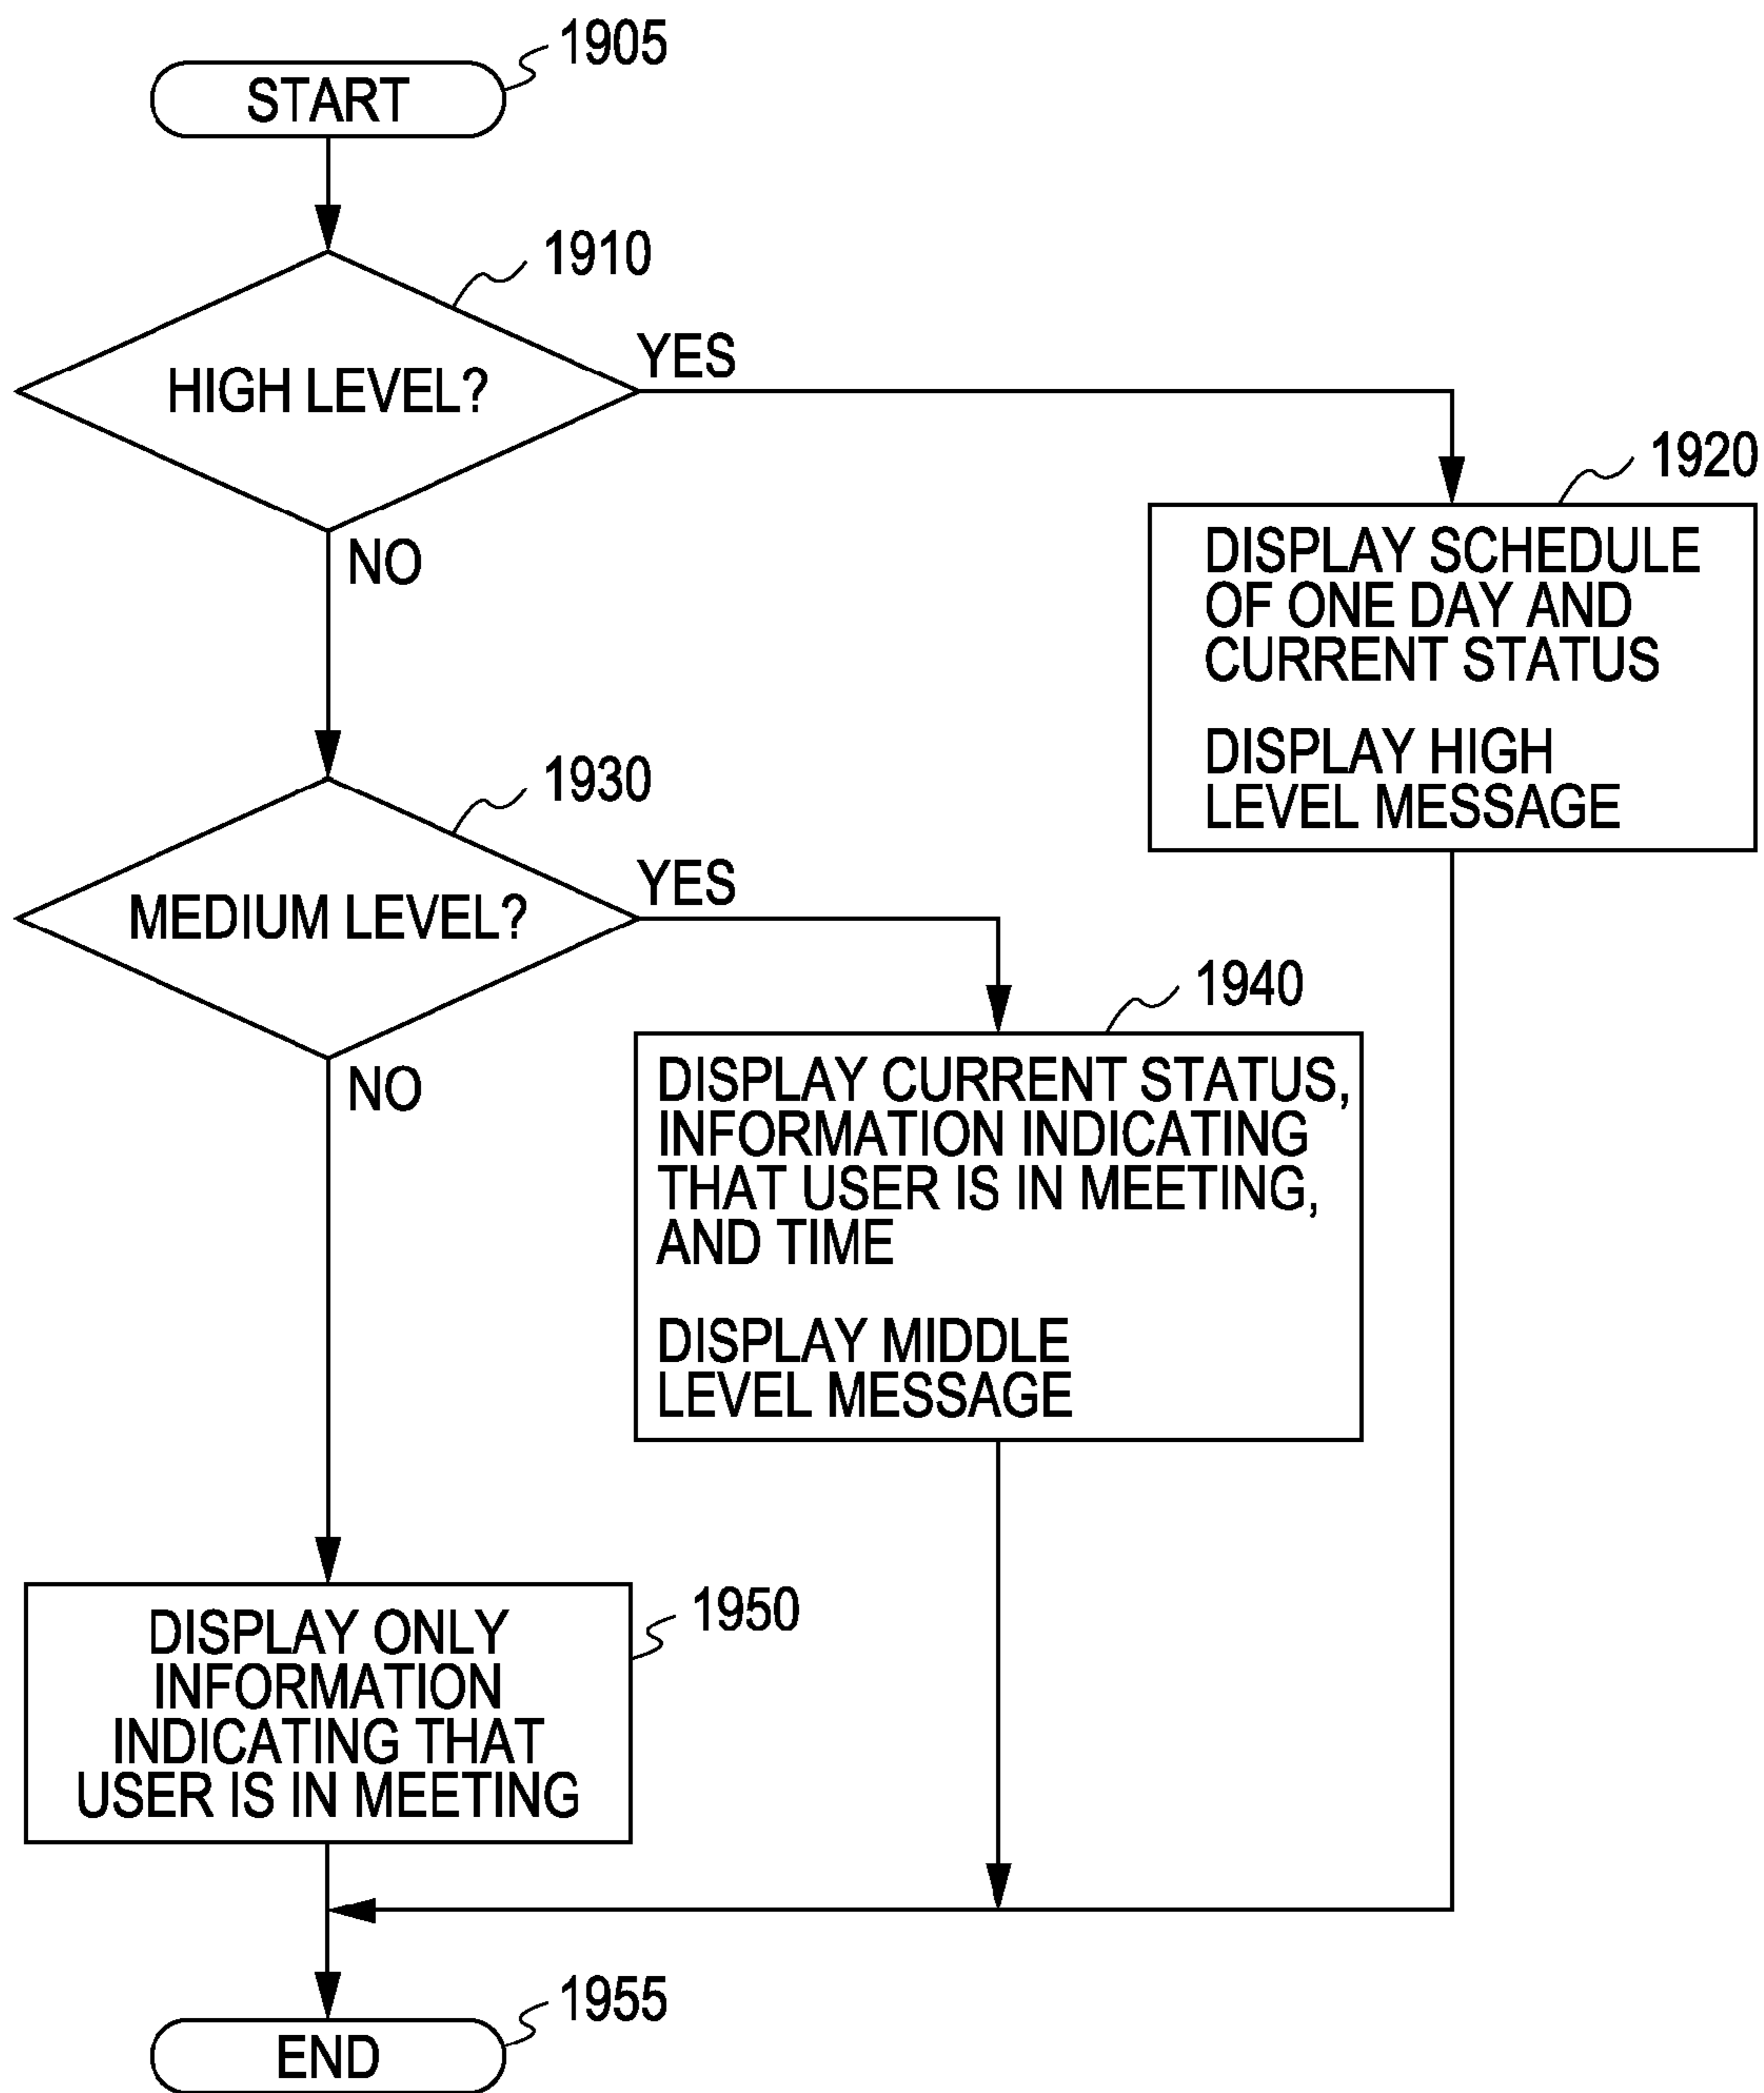 1905
START
1910
HIGH LEVEL?
YES
NO
1920
DISPLAY SCHEDULE
OF ONE DAY AND
CURRENT STATUS
DISPLAY HIGH
LEVEL MESSAGE
1930
MEDIUM LEVEL?
YES
NO
1940
DISPLAY CURRENT STATUS,
INFORMATION INDICATING
THAT USER IS IN MEETING,
AND TIME
DISPLAY MIDDLE
LEVEL MESSAGE
1950
DISPLAY ONLY
INFORMATION
INDICATING THAT
USER IS IN MEETING
1955
END